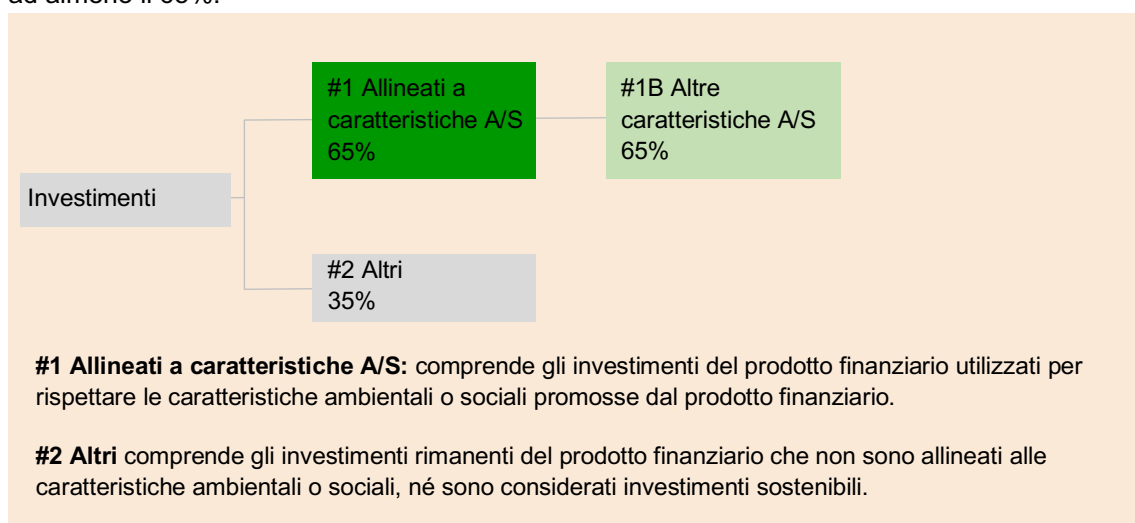 #1 Allineati a
caratteristiche A/S
65%
#1B Altre
caratteristiche A/S
65%
Investimenti
#2 Altri
35%
#1 Allineati a caratteristiche A/S: comprende gli investimenti del prodotto finanziario utilizzati per
rispettare le caratteristiche ambientali o sociali promosse dal prodotto finanziario.
#2 Altri comprende gli investimenti rimanenti del prodotto finanziario che non sono allineati alle
caratteristiche ambientali o sociali, né sono considerati investimenti sostenibili.